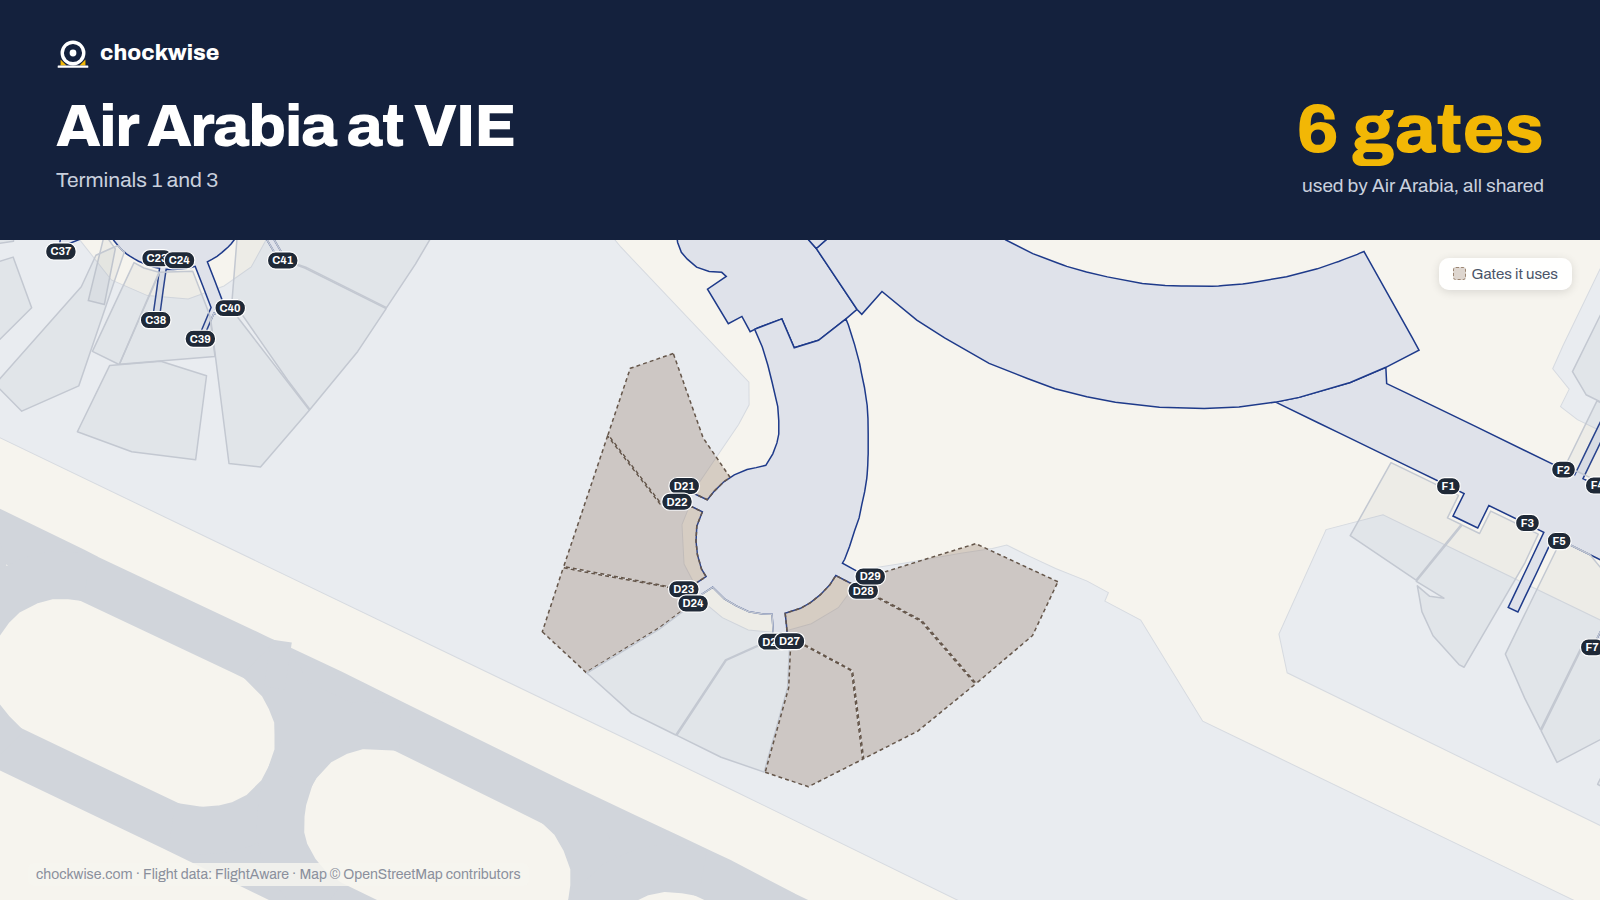 chockwise
Air Arabia at VIE
Terminals 1 and 3
6 gates
used by Air Arabia, all shared
Gates it uses
C37
C24
C41
C40
C38
C39
D21
D22
D23
D24
D29
D28
D27
F1
F2
F3
F5
F7
chockwise.com · Flight data: FlightAware · Map © OpenStreetMap contributors